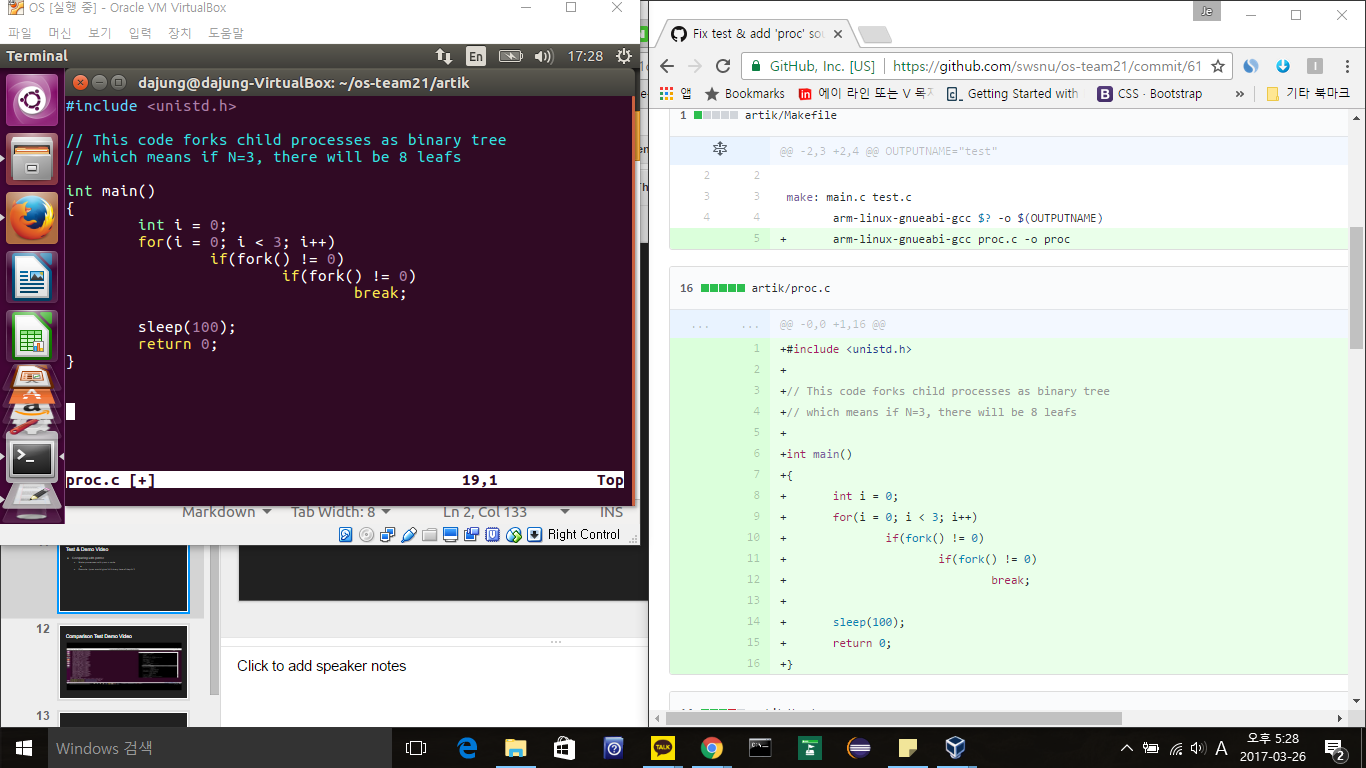 OS [실행 중] - Oracle VM VirtualBox
파일 머신 보기 입력 장치 도움말
Terminal En 17:28
dajung@dajung-VirtualBox: ~/os-team21/artik
#include <unistd.h>
// This code forks child processes as binary tree
// which means if N=3, there will be 8 leafs
int main()
{
int i = 0;
for(i = 0; i < 3; i++)
if(fork() != 0)
if(fork() != 0)
break;
sleep(100);
return 0;
}
proc.c [+] 19,1 Top
Markdown Tab Width: 8 Ln 2, Col 133 INS
Right Control
Test & Demo Video
12
Comparison Test Demo Video
13
Click to add speaker notes
Je
Fix test & add 'proc' sou
GitHub, Inc. [US] https://github.com/swsnu/os-team21/commit/61
앱 Bookmarks 에이 라인 또는 V 목 Getting Started with CSS · Bootstrap » 기타 북마크
1 artik/Makefile
@@ -2,3 +2,4 @@ OUTPUTNAME="test"
2 2
3 3 make: main.c test.c
4 4 arm-linux-gnueabi-gcc $? -o $(OUTPUTNAME)
5 + arm-linux-gnueabi-gcc proc.c -o proc
16 artik/proc.c
... ... @@ -0,0 +1,16 @@
1 +#include <unistd.h>
2 +
3 +// This code forks child processes as binary tree
4 +// which means if N=3, there will be 8 leafs
5 +
6 +int main()
7 +{
8 + int i = 0;
9 + for(i = 0; i < 3; i++)
10 + if(fork() != 0)
11 + if(fork() != 0)
12 + break;
13 +
14 + sleep(100);
15 + return 0;
16 +}
Windows 검색
TALK
A 오후 5:28
2017-03-26
2